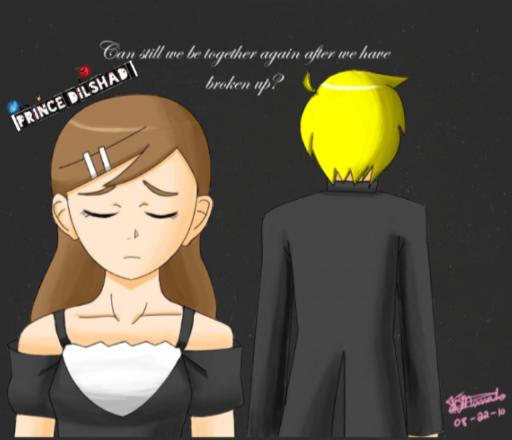 Can still we be together again after we have
broken up?
PRINCE DILSHAD
08-22-10